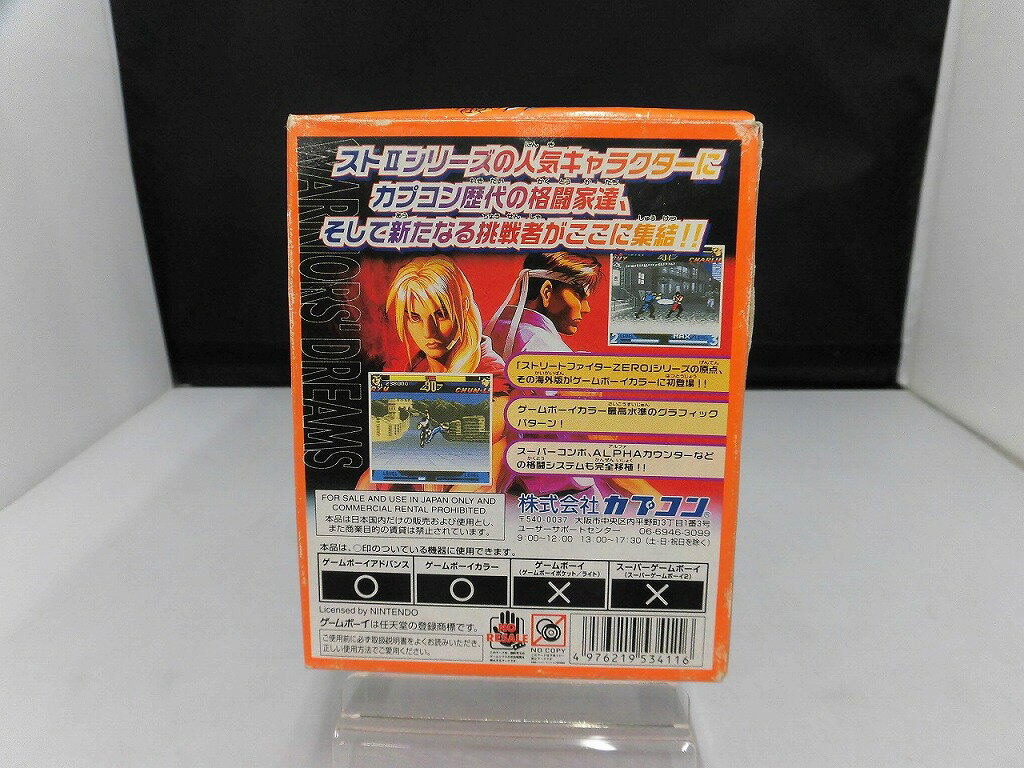 ストⅡシリーズの人気キャラクターに
カプコン歴代の格闘家達、
そして新たなる挑戦者がここに集結!!
WARRIORS' DREAMS
RYU
CHARLIE
2
MAX
3
「ストリートファイターZERO」シリーズの原点、
その海外版がゲームボーイカラーに初登場!!
RYU
CHUN-LI
ゲームボーイカラー最高水準のグラフィック
パターン!
スーパーコンボ、ALPHAカウンターなど
の格闘システムも完全移植!!
FOR SALE AND USE IN JAPAN ONLY AND
COMMERCIAL RENTAL PROHIBITED.
本品は日本国内だけの販売および使用とし、
また商業目的の賃貸は禁止されています。
株式会社カプコン®
〒540-0037 大阪市中央区内平野町3丁目1番3号
ユーザーサポートセンター 06-6946-3099
9:00~12:00 13:00~17:30 (土・日・祝日を除く)
本品は、○印のついている機器に使用できます。
ゲームボーイアドバンス ゲームボーイカラー ゲームボーイ スーパーゲームボーイ
(ゲームボーイポケット/ライト) (スーパーゲームボーイ2)
○ ○ × ×
Licensed by NINTENDO
ゲームボーイは任天堂の登録商標です。
ご使用前に必ず取扱説明書をよくお読みいただき、
正しい使用方法でご愛用ください。
NO
RESALE
NO COPY
4 976219 534116